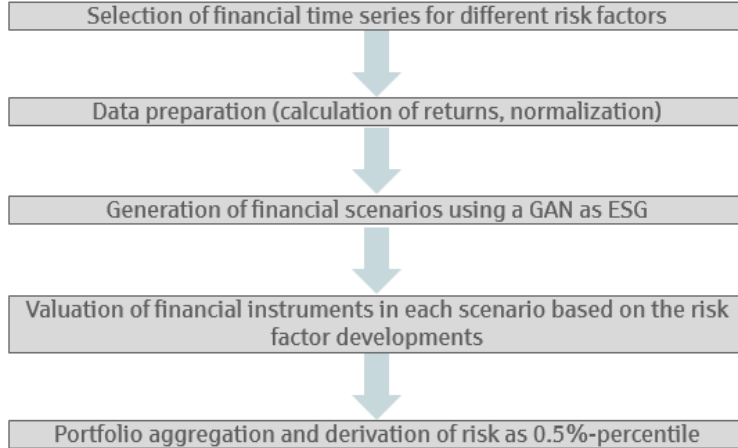 Selection of financial time series for different risk factors
Data preparation (calculation of returns, normalization)
Generation of financial scenarios using a GAN as ESG
Valuation of financial instruments in each scenario based on the risk
factor developments
Portfolio aggregation and derivation of risk as 0.5%-percentile